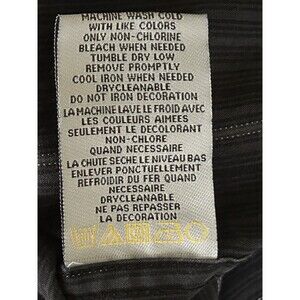 MACHINE WASH COLD
WITH LIKE COLORS
ONLY NON-CHLORINE
BLEACH WHEN NEEDED
TUMBLE DRY LOW
REMOVE PROMPTLY
COOL IRON WHEN NEEDED
DRYCLEANABLE
DO NOT IRON DECORATION
LA MACHINE LAVE LE FROID AVEC
LES COULEURS AIMÉES
SEULEMENT LE DECOLORANT
NON-CHLORE
QUAND NECESSAIRE
LA CHUTE SECHE LE NIVEAU BAS
ENLEVER PONCTUELLEMENT
REFROIDIR DU FER QUAND
NECESSAIRE
DRYCLEANABLE
NE PAS REPASSER
LA DECORATION